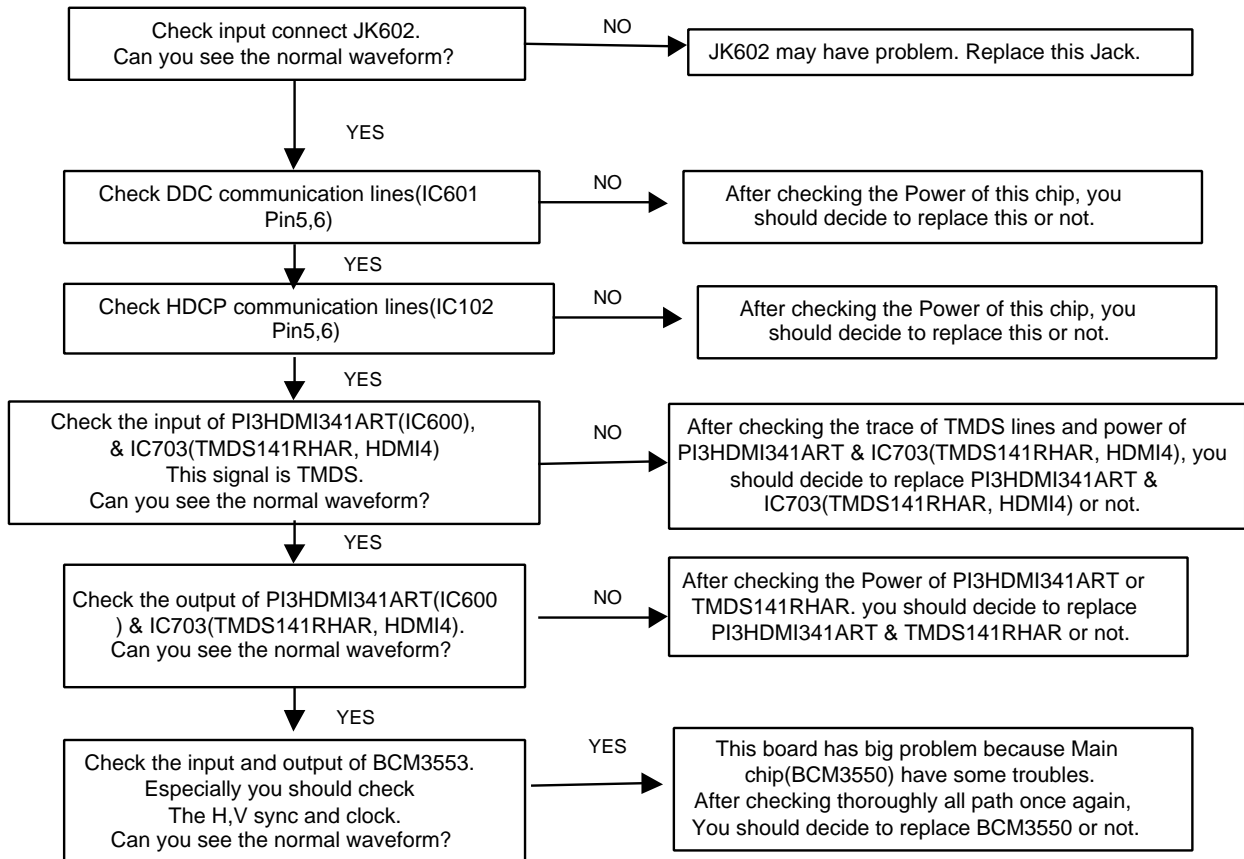 Check input connect JK602.
Can you see the normal waveform?
NO
JK602 may have problem. Replace this Jack.
YES
Check DDC communication lines(IC601
Pin5,6)
NO
After checking the Power of this chip, you
should decide to replace this or not.
YES
Check HDCP communication lines(IC102
Pin5,6)
NO
After checking the Power of this chip, you
should decide to replace this or not.
YES
Check the input of PI3HDMI341ART(IC600),
& IC703(TMDS141RHAR, HDMI4)
This signal is TMDS.
Can you see the normal waveform?
NO
After checking the trace of TMDS lines and power of
PI3HDMI341ART & IC703(TMDS141RHAR, HDMI4), you
should decide to replace PI3HDMI341ART &
IC703(TMDS141RHAR, HDMI4) or not.
YES
Check the output of PI3HDMI341ART(IC600
) & IC703(TMDS141RHAR, HDMI4).
Can you see the normal waveform?
NO
After checking the Power of PI3HDMI341ART or
TMDS141RHAR. you should decide to replace
PI3HDMI341ART & TMDS141RHAR or not.
YES
Check the input and output of BCM3553.
Especially you should check
The H,V sync and clock.
Can you see the normal waveform?
YES
This board has big problem because Main
chip(BCM3550) have some troubles.
After checking thoroughly all path once again,
You should decide to replace BCM3550 or not.